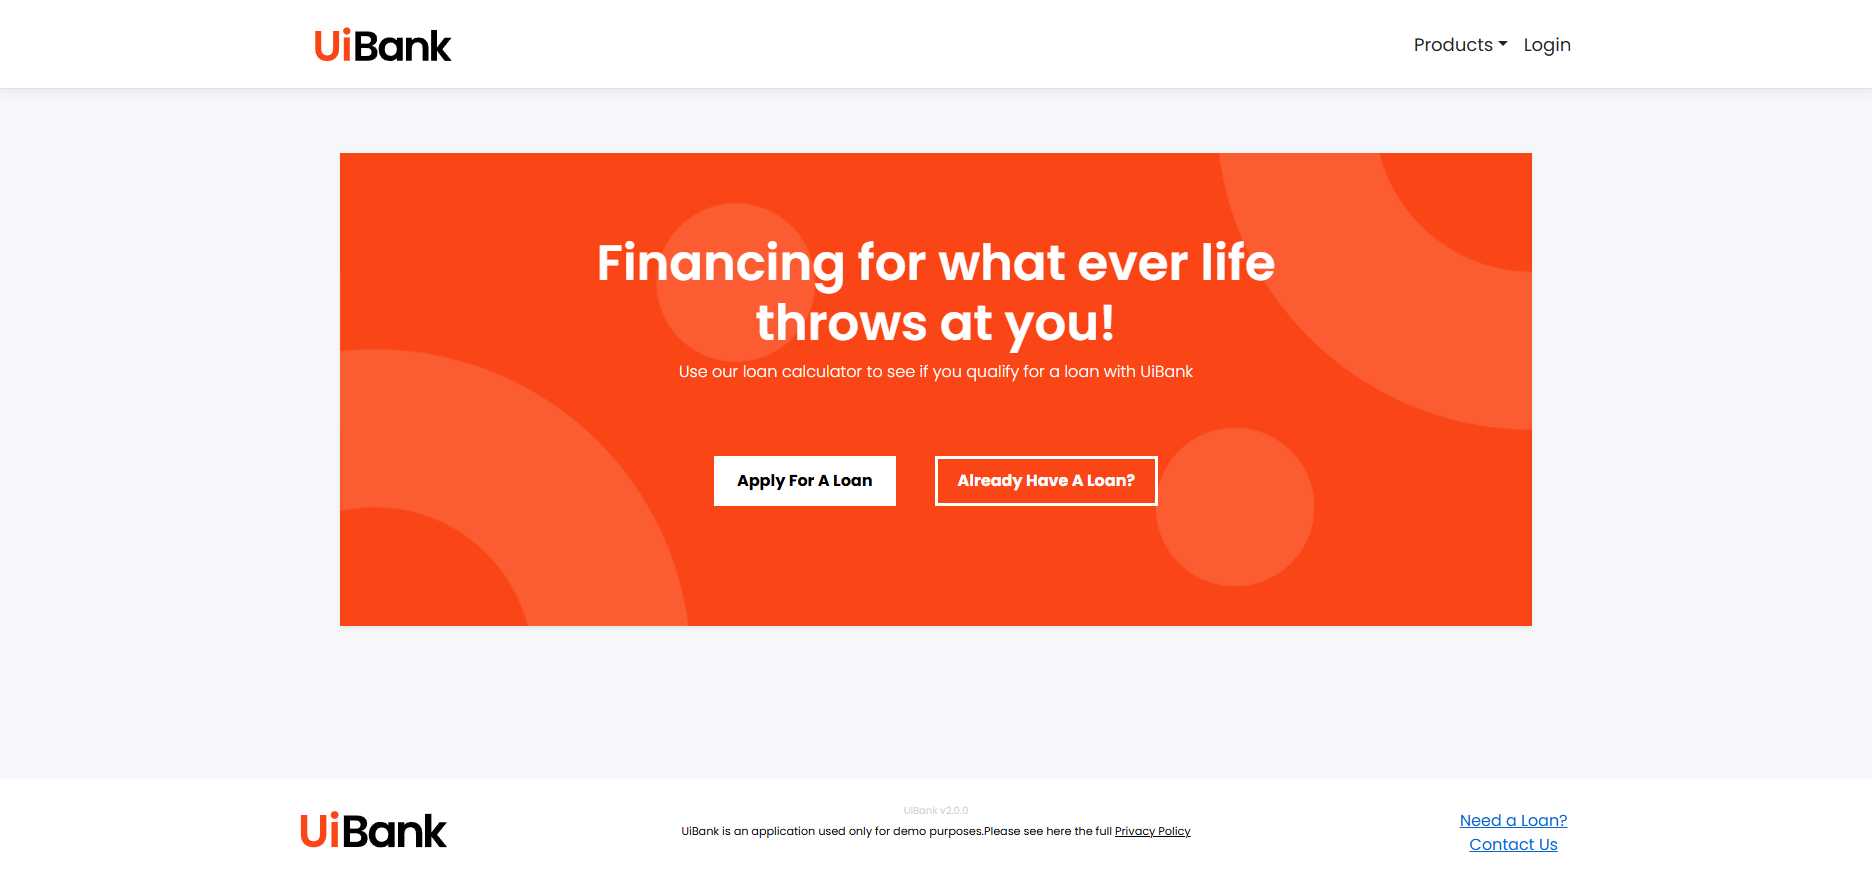 UiBank
Products Login
Financing for what ever life
throws at you!
Use our loan calculator to see if you qualify for a loan with UiBank
Apply For A Loan
Already Have A Loan?
UiBank
UiBank v2.0.0
UiBank is an application used only for demo purposes.Please see here the full Privacy Policy
Need a Loan?
Contact Us